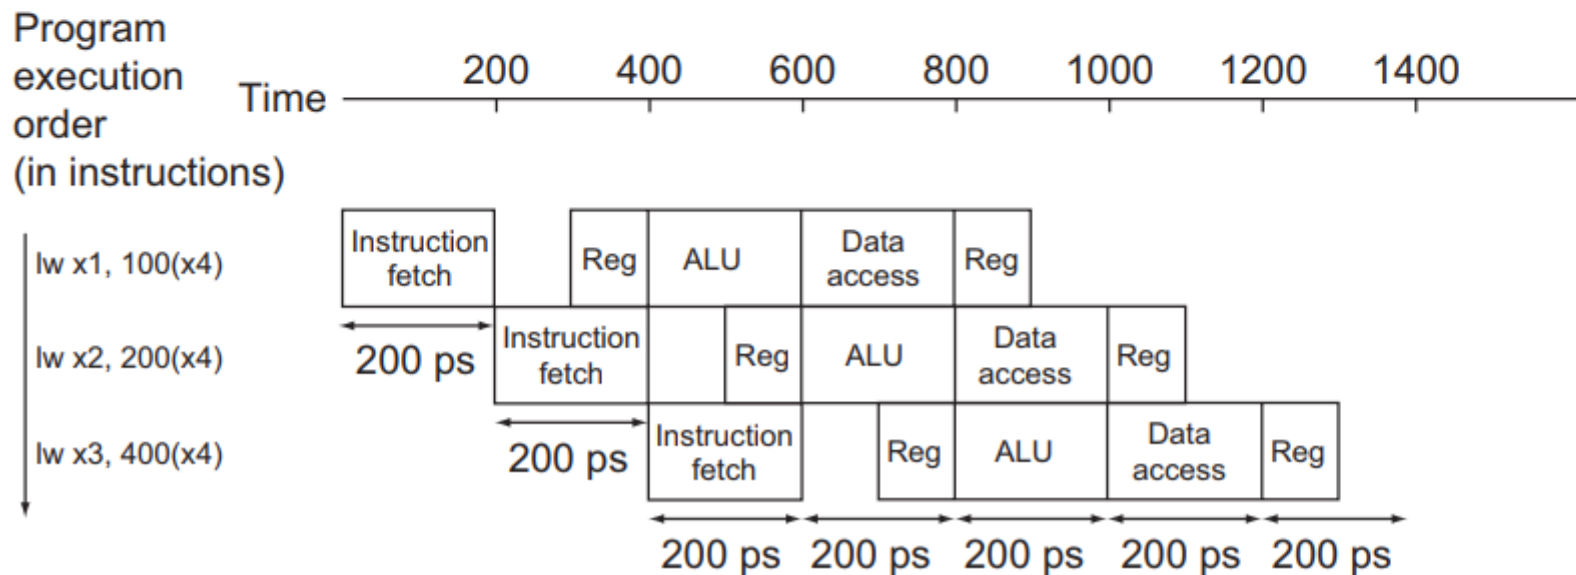 Program
execution
order
(in instructions)
Time
200 400 600 800 1000 1200 1400
lw x1, 100(x4)
Instruction
fetch
Reg
ALU
Data
access
Reg
200 ps
lw x2, 200(x4)
Instruction
fetch
Reg
ALU
Data
access
Reg
200 ps
lw x3, 400(x4)
Instruction
fetch
Reg
ALU
Data
access
Reg
200 ps 200 ps 200 ps 200 ps 200 ps